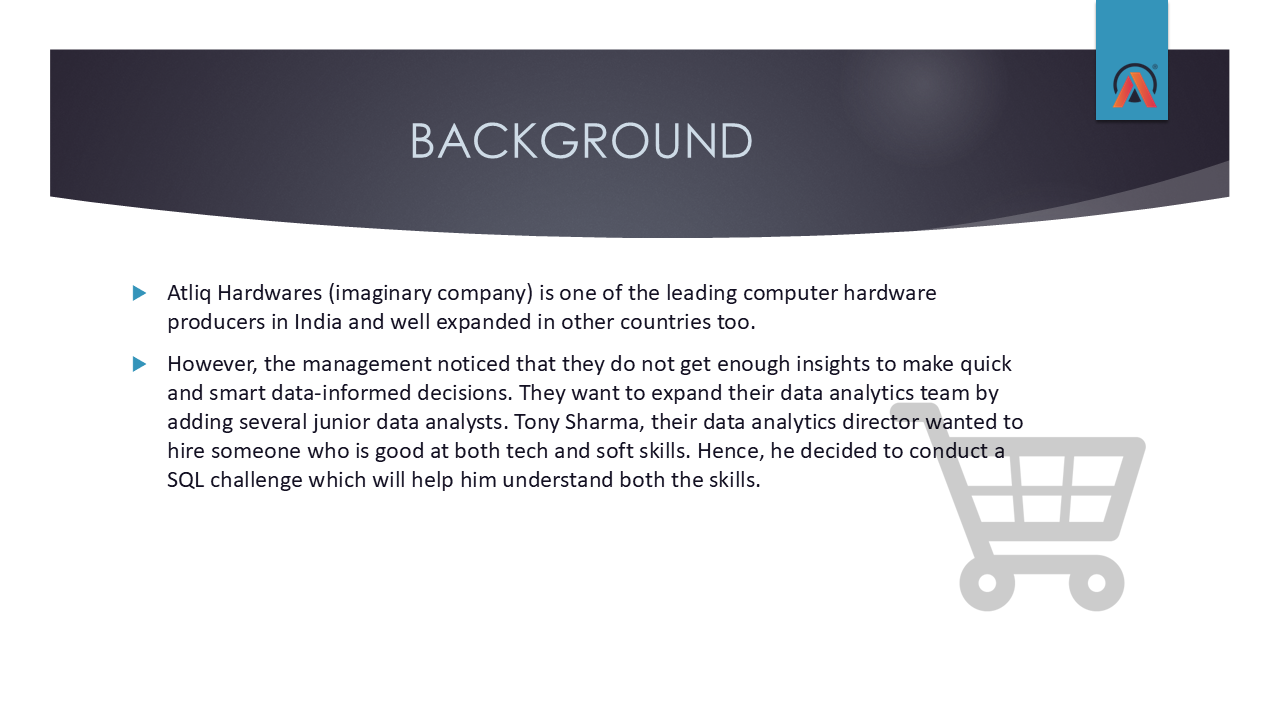 BACKGROUND
Atliq Hardwares (imaginary company) is one of the leading computer hardware
producers in India and well expanded in other countries too.
However, the management noticed that they do not get enough insights to make quick
and smart data-informed decisions. They want to expand their data analytics team by
adding several junior data analysts. Tony Sharma, their data analytics director wanted to
hire someone who is good at both tech and soft skills. Hence, he decided to conduct a
SQL challenge which will help him understand both the skills.